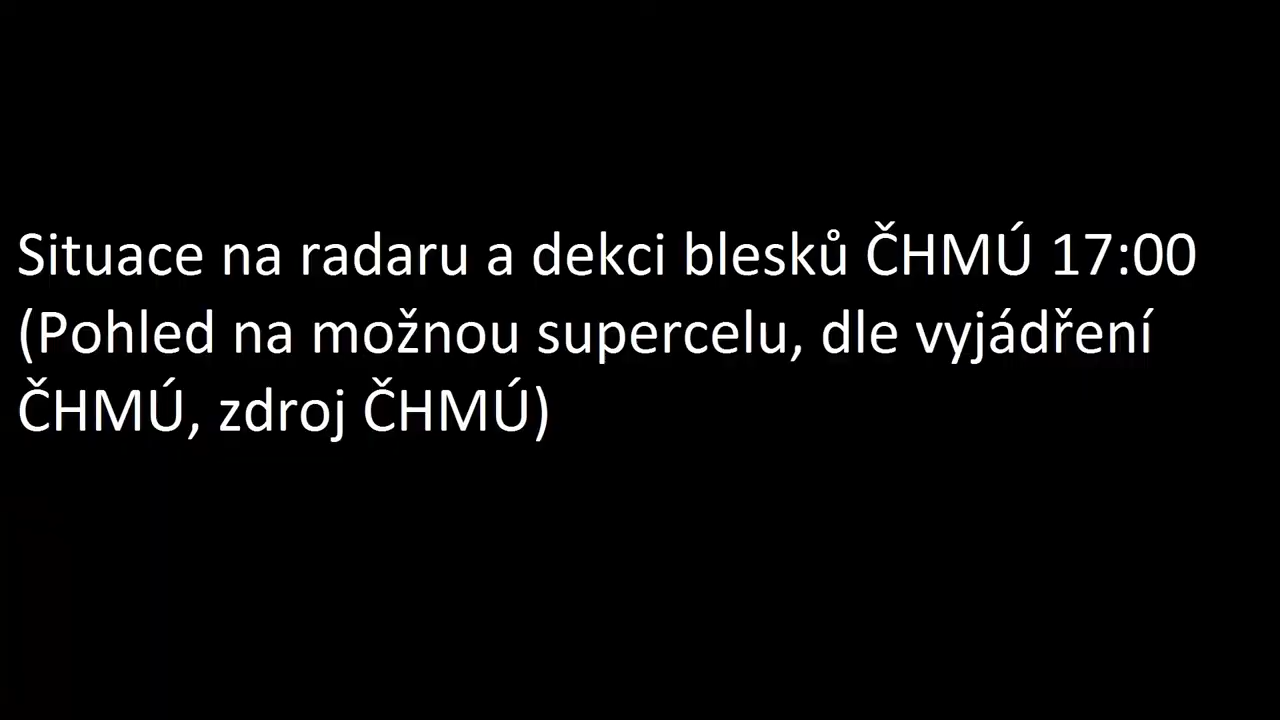 Situace na radaru a dekci blesků ČHMÚ 17:00
(Pohled na možnou supercelu, dle vyjádření
ČHMÚ, zdroj ČHMÚ)